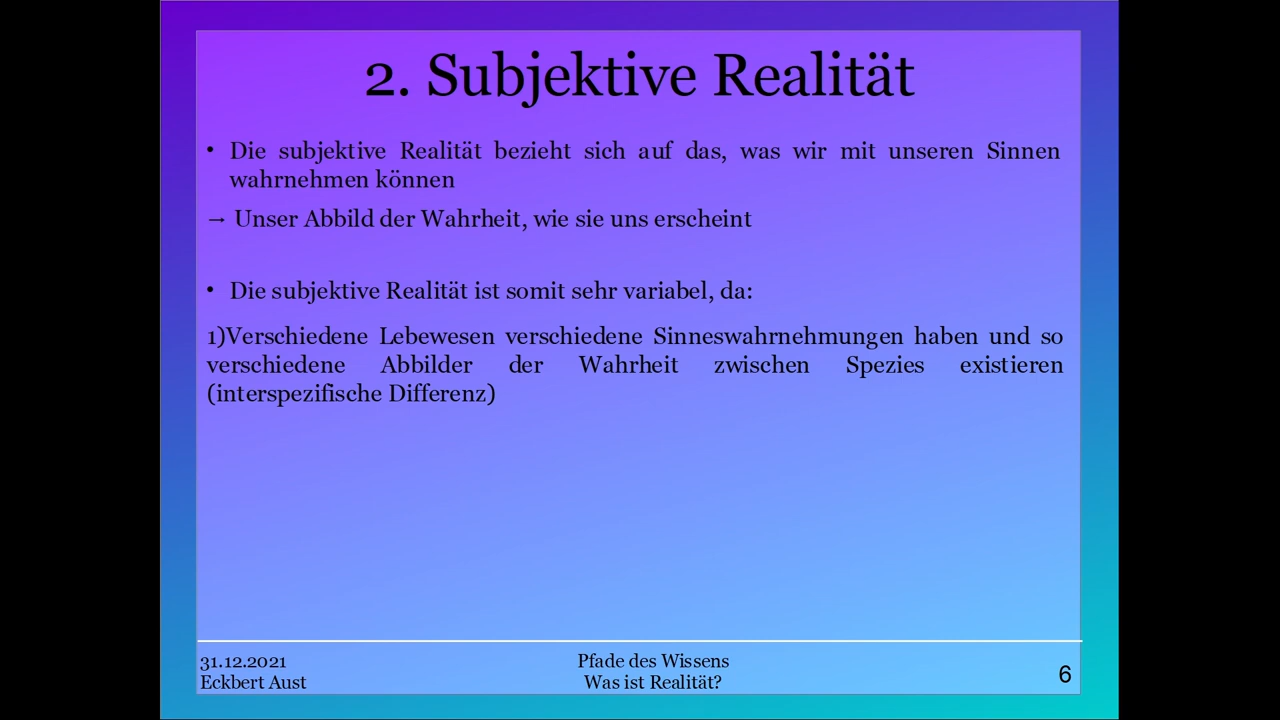 2. Subjektive Realität
• Die subjektive Realität bezieht sich auf das, was wir mit unseren Sinnen
wahrnehmen können
→ Unser Abbild der Wahrheit, wie sie uns erscheint
• Die subjektive Realität ist somit sehr variabel, da:
1)Verschiedene Lebewesen verschiedene Sinneswahrnehmungen haben und so
verschiedene Abbilder der Wahrheit zwischen Spezies existieren
(interspezifische Differenz)
31.12.2021
Eckbert Aust
Pfade des Wissens
Was ist Realität?
6